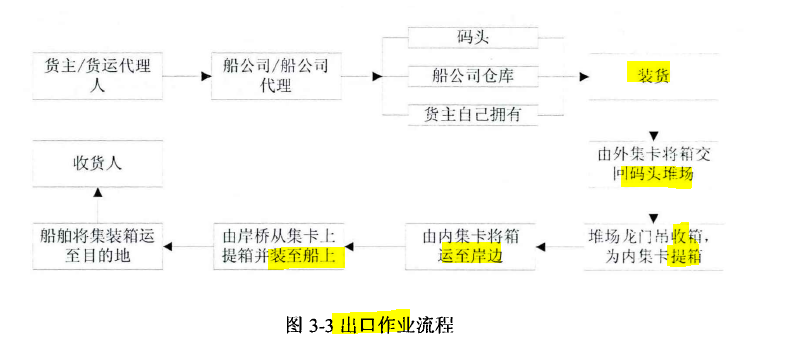 货主/货运代理
人
船公司/船公司
代理
码头
船公司仓库
货主自己拥有
装货
由外集卡将箱交
回码头堆场
堆场龙门吊收箱，
为内集卡提箱
由内集卡将箱
运至岸边
由岸桥从集卡上
提箱并装至船上
船舶将集装箱运
至目的地
收货人
图 3-3 出口作业流程